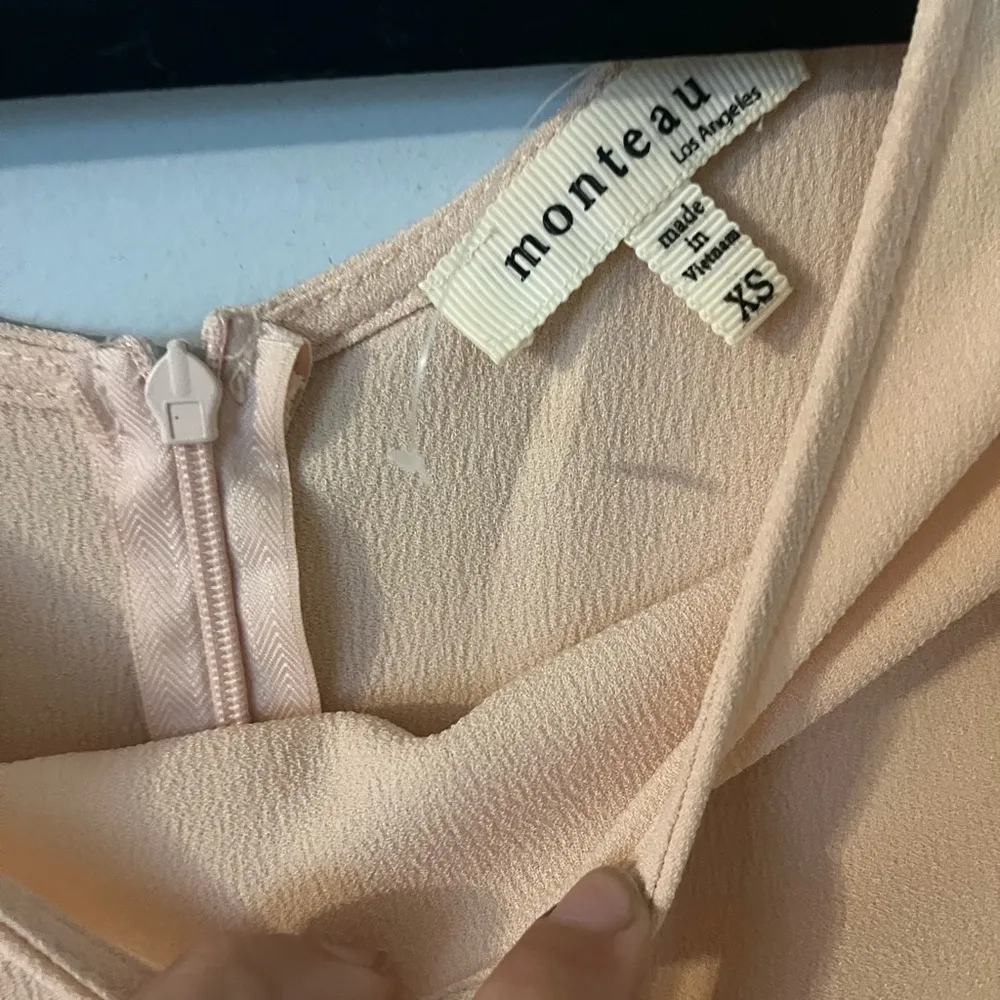 monteau
Los Angeles
made
in
Vietnam
XS